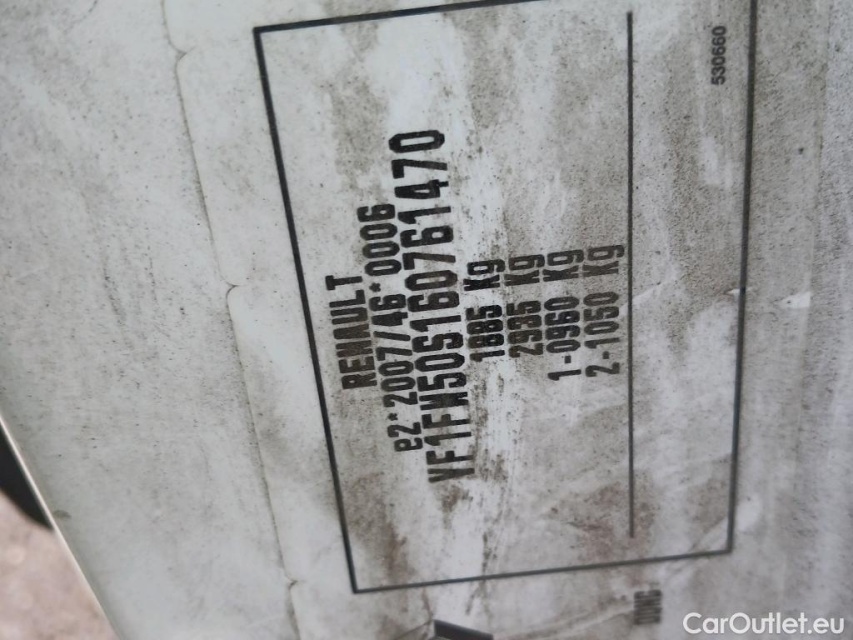 RENAULT
e2*2007/46*0006
VF1FW50S160761470
1885 Kg
2935 Kg
1-0960 Kg
2-1050 Kg
530660
CarOutlet.eu